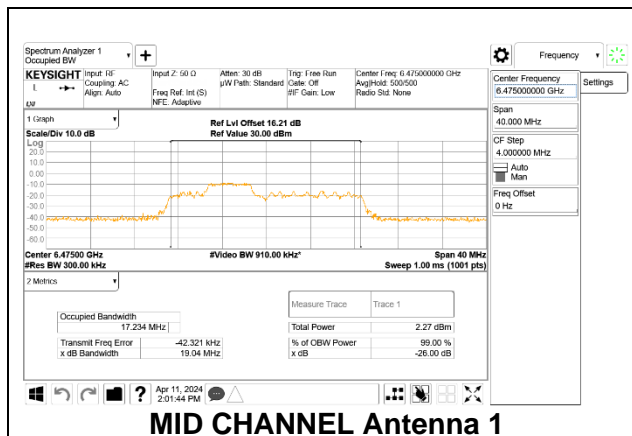 Spectrum Analyzer 1
Occupied BW
Frequency
KEYSIGHT Input: RF
Coupling: AC
Align: Auto
Input Z: 50 Ω
Freq Ref: Int (S)
NFE: Adaptive
Atten: 30 dB
µW Path: Standard
Trig: Free Run
Gate: Off
#IF Gain: Low
Center Freq: 6.475000000 GHz
Avg|Hold: 500/500
Radio Std: None
Center Frequency
6.475000000 GHz
Settings
Span
40.000 MHz
CF Step
4.000000 MHz
Auto
Man
Freq Offset
0 Hz
1 Graph
Scale/Div 10.0 dB
Ref Lvl Offset 16.21 dB
Ref Value 30.00 dBm
Log
20.0
10.0
0.00
-10.0
-20.0
-30.0
-40.0
-50.0
-60.0
Center 6.47500 GHz
#Video BW 910.00 kHz*
Span 40 MHz
#Res BW 300.00 kHz
Sweep 1.00 ms (1001 pts)
2 Metrics
Measure Trace
Trace 1
Occupied Bandwidth
17.234 MHz
Total Power
2.27 dBm
Transmit Freq Error
-42.321 kHz
% of OBW Power
99.00 %
x dB Bandwidth
19.04 MHz
x dB
-26.00 dB
?
Apr 11, 2024
2:01:44 PM
MID CHANNEL Antenna 1